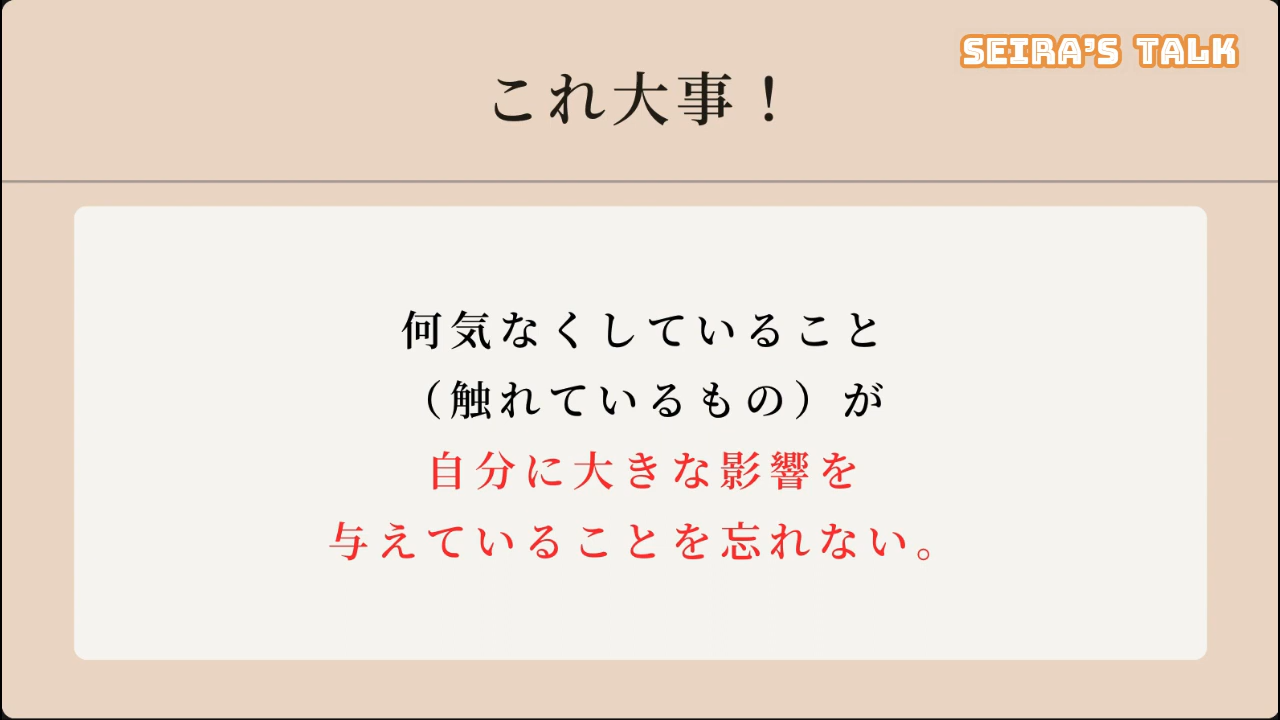 SEIRA'S TALK
これ大事！
何気なくしていること
（触れているもの）が
自分に大きな影響を
与えていることを忘れない。